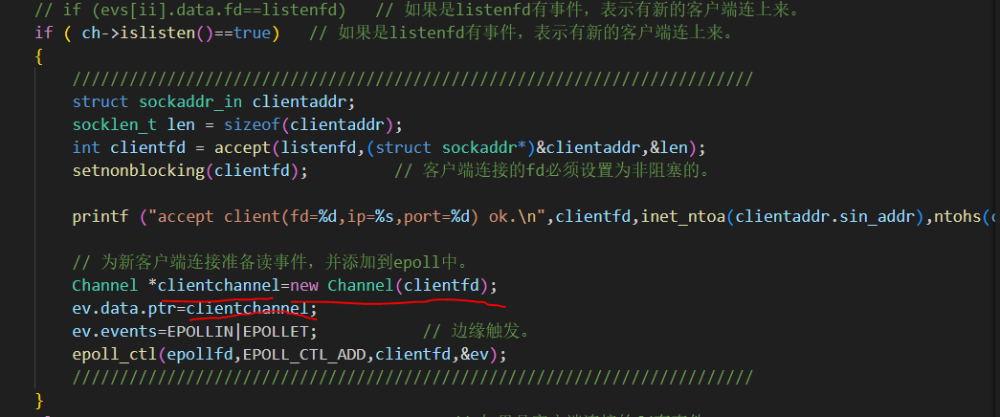 // if (evs[ii].data.fd==listenfd)   // 如果是listenfd有事件，表示有新的客户端连上来。
if ( ch->islisten()==true)   // 如果是listenfd有事件，表示有新的客户端连上来。
{
////////////////////////////////////////////////////////////////////////
struct sockaddr_in clientaddr;
socklen_t len = sizeof(clientaddr);
int clientfd = accept(listenfd,(struct sockaddr*)&clientaddr,&len);
setnonblocking(clientfd);         // 客户端连接的fd必须设置为非阻塞的。
printf ("accept client(fd=%d,ip=%s,port=%d) ok.\n",clientfd,inet_ntoa(clientaddr.sin_addr),ntohs(
// 为新客户端连接准备读事件，并添加到epoll中。
Channel *clientchannel=new Channel(clientfd);
ev.data.ptr=clientchannel;
ev.events=EPOLLIN|EPOLLET;         // 边缘触发。
epoll_ctl(epollfd,EPOLL_CTL_ADD,clientfd,&ev);
////////////////////////////////////////////////////////////////////////
}